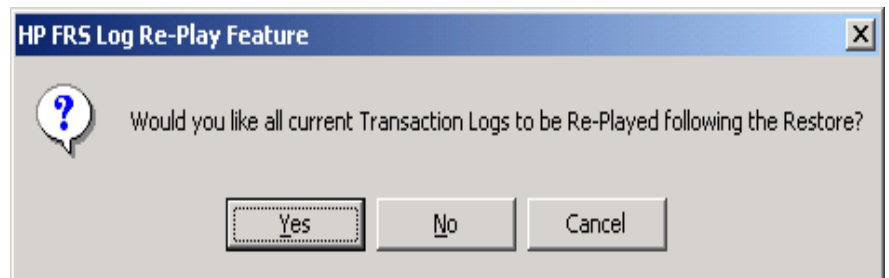 HP FRS Log Re-Play Feature
Would you like all current Transaction Logs to be Re-Played following the Restore?
Yes
No
Cancel